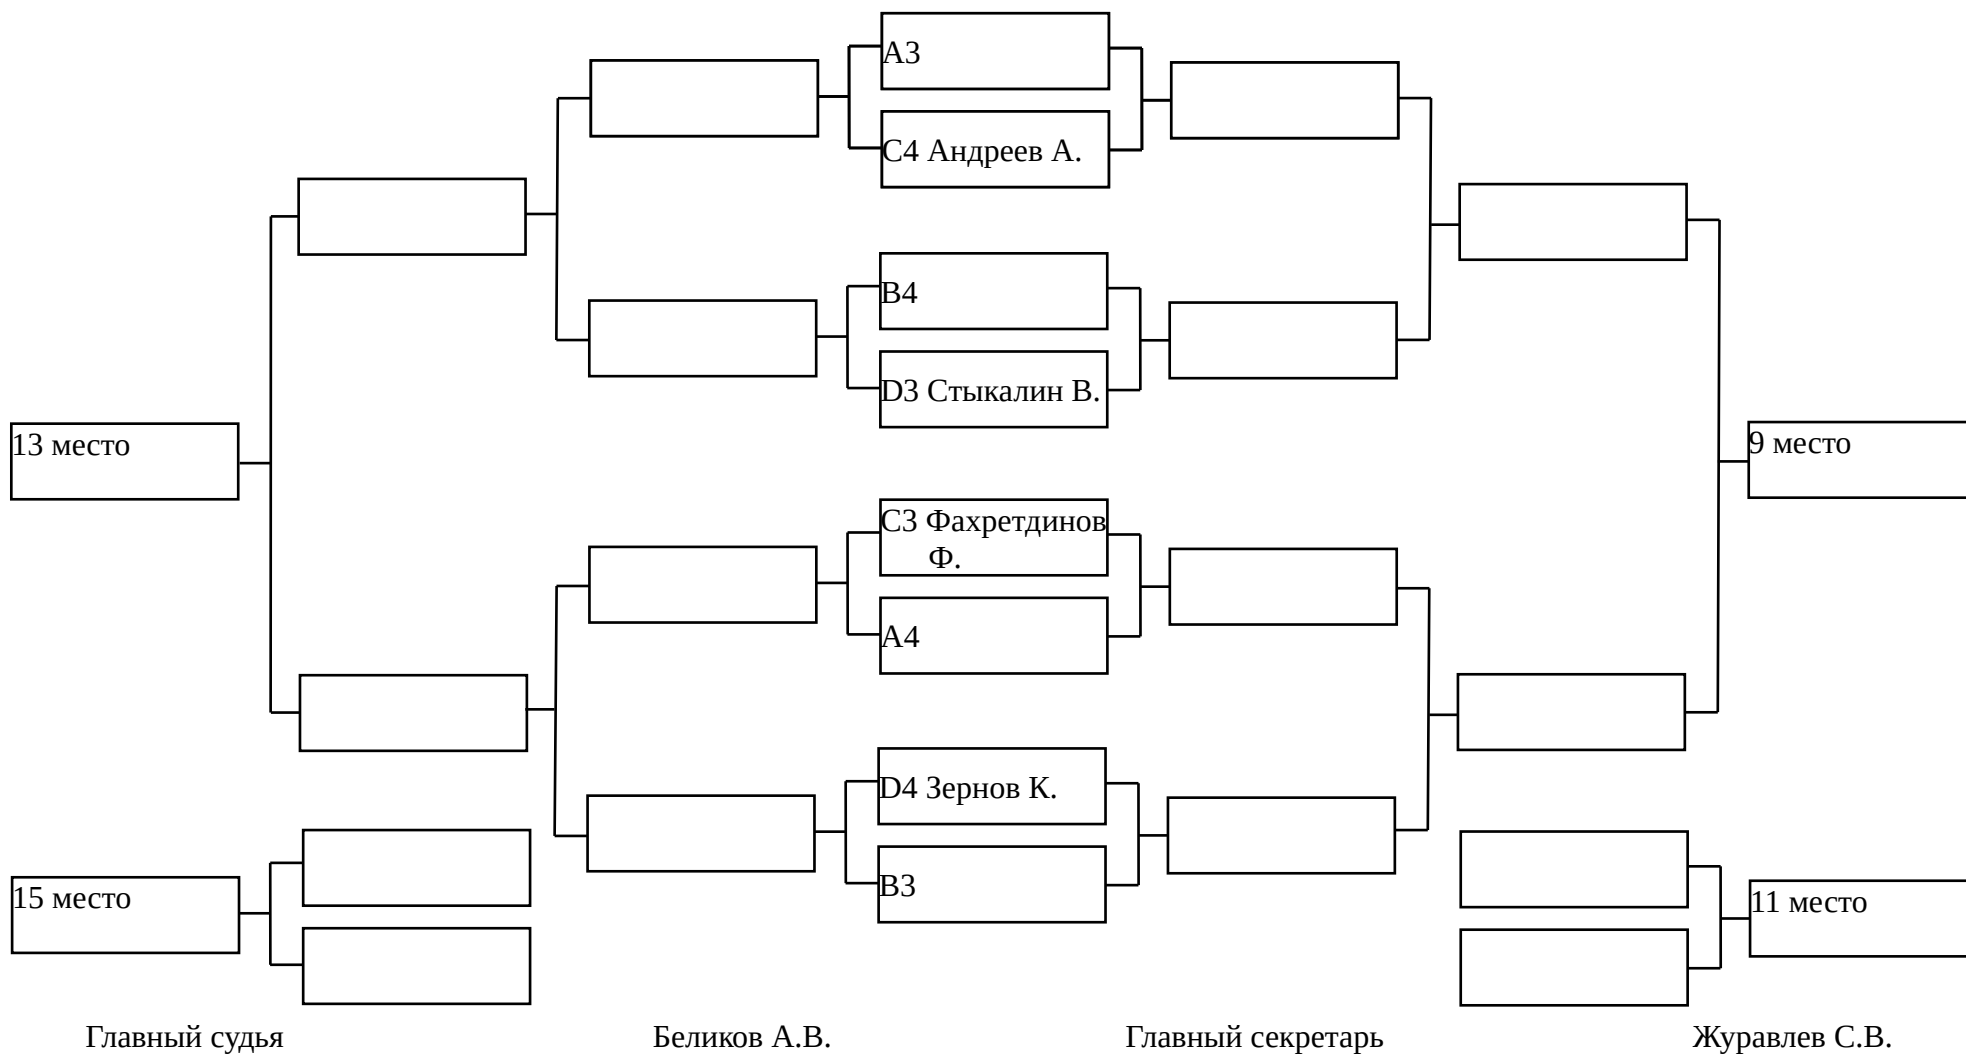 A3
C4 Андреев А.
B4
D3 Стыкалин В.
13 место
9 место
C3 Фахретдинов
Ф.
A4
D4 Зернов К.
B3
15 место
11 место
Главный судья Беликов А.В. Главный секретарь Журавлев С.В.